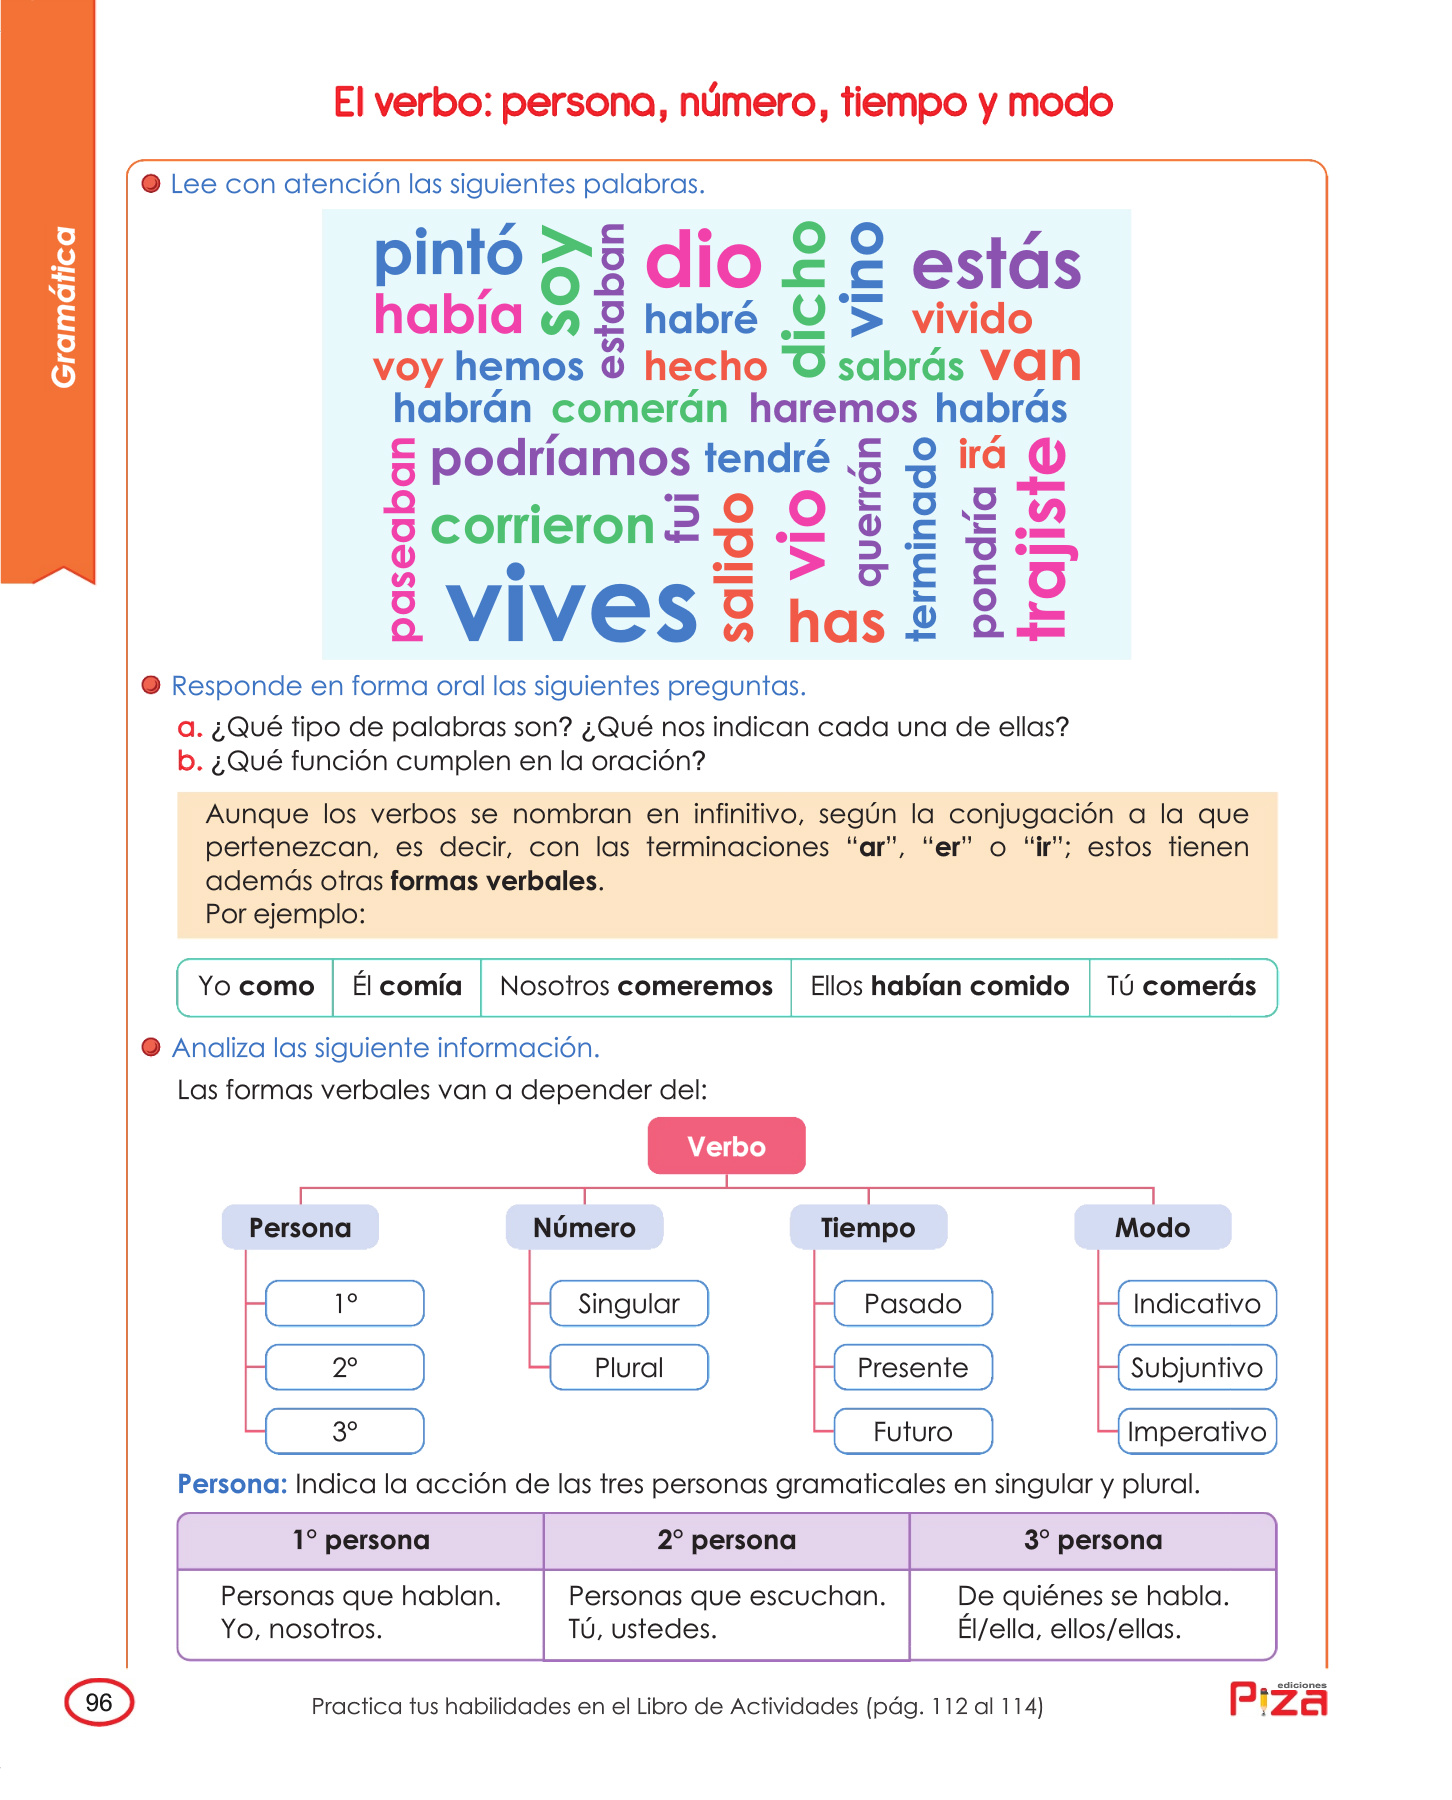 El verbo: persona, número, tiempo y modo
Gramática
Lee con atención las siguientes palabras.
pintó soy estaban dio dicho vino estás
había habré vivido
voy hemos hecho sabrás van
habrán comerán haremos habrás
paseaban podríamos tendré querrán terminado irá trajiste
corrieron fui salido vio pondría
vives has
Responde en forma oral las siguientes preguntas.
a. ¿Qué tipo de palabras son? ¿Qué nos indican cada una de ellas?
b. ¿Qué función cumplen en la oración?
Aunque los verbos se nombran en infinitivo, según la conjugación a la que
pertenezcan, es decir, con las terminaciones “ar”, “er” o “ir”; estos tienen
además otras formas verbales.
Por ejemplo:
Yo como Él comía Nosotros comeremos Ellos habían comido Tú comerás
Analiza las siguiente información.
Las formas verbales van a depender del:
Verbo
Persona Número Tiempo Modo
1° Singular Pasado Indicativo
2° Plural Presente Subjuntivo
3° Futuro Imperativo
Persona: Indica la acción de las tres personas gramaticales en singular y plural.
1° persona 2° persona 3° persona
Personas que hablan. Personas que escuchan. De quiénes se habla.
Yo, nosotros. Tú, ustedes. Él/ella, ellos/ellas.
96
Practica tus habilidades en el Libro de Actividades (pág. 112 al 114)
ediciones
Piza